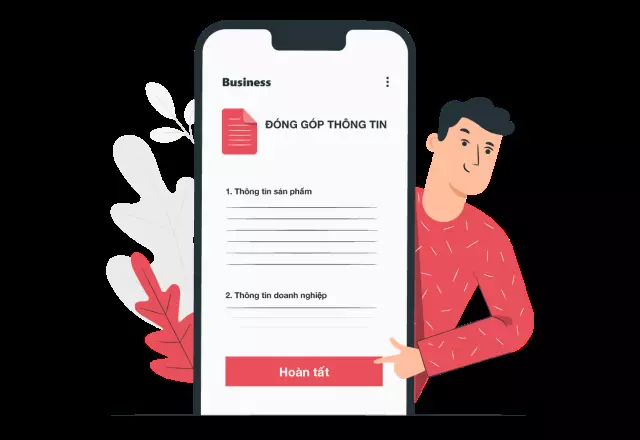 Business
ĐÓNG GÓP THÔNG TIN
1. Thông tin sản phẩm
2. Thông tin doanh nghiệp
Hoàn tất